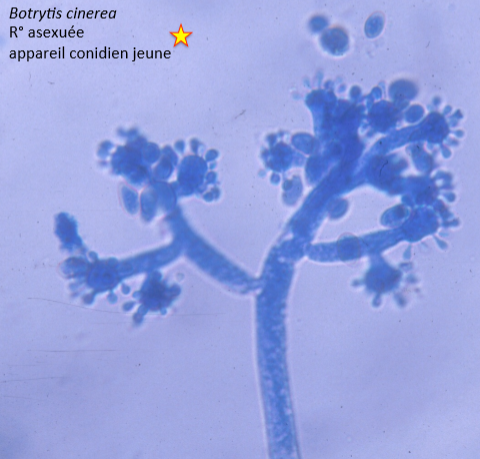 Botrytis cinerea
R° asexuée
appareil conidien jeune